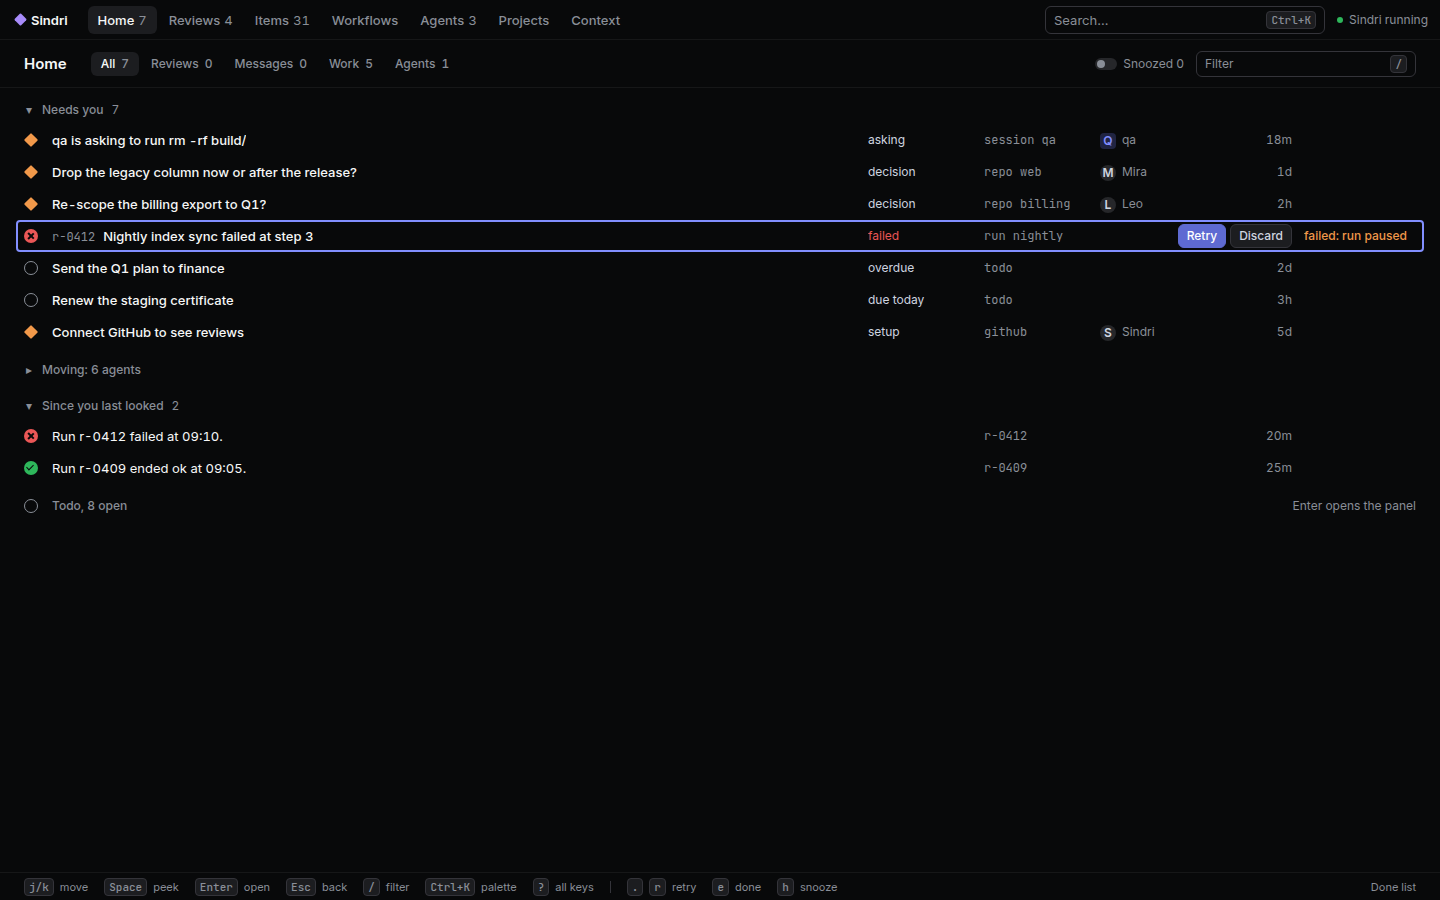 Sindri Home 7 Reviews 4 Items 31 Workflows Agents 3 Projects Context Search... Ctrl+K Sindri running
Home All 7 Reviews 0 Messages 0 Work 5 Agents 1 Snoozed 0 Filter /
Needs you 7
qa is asking to run rm -rf build/ asking session qa Q qa 18m
Drop the legacy column now or after the release? decision repo web M Mira 1d
Re-scope the billing export to Q1? decision repo billing L Leo 2h
r-0412 Nightly index sync failed at step 3 failed run nightly Retry Discard failed: run paused
Send the Q1 plan to finance overdue todo 2d
Renew the staging certificate due today todo 3h
Connect GitHub to see reviews setup github S Sindri 5d
Moving: 6 agents
Since you last looked 2
Run r-0412 failed at 09:10. r-0412 20m
Run r-0409 ended ok at 09:05. r-0409 25m
Todo, 8 open Enter opens the panel
j/k move Space peek Enter open Esc back / filter Ctrl+K palette ? all keys . r retry e done h snooze Done list